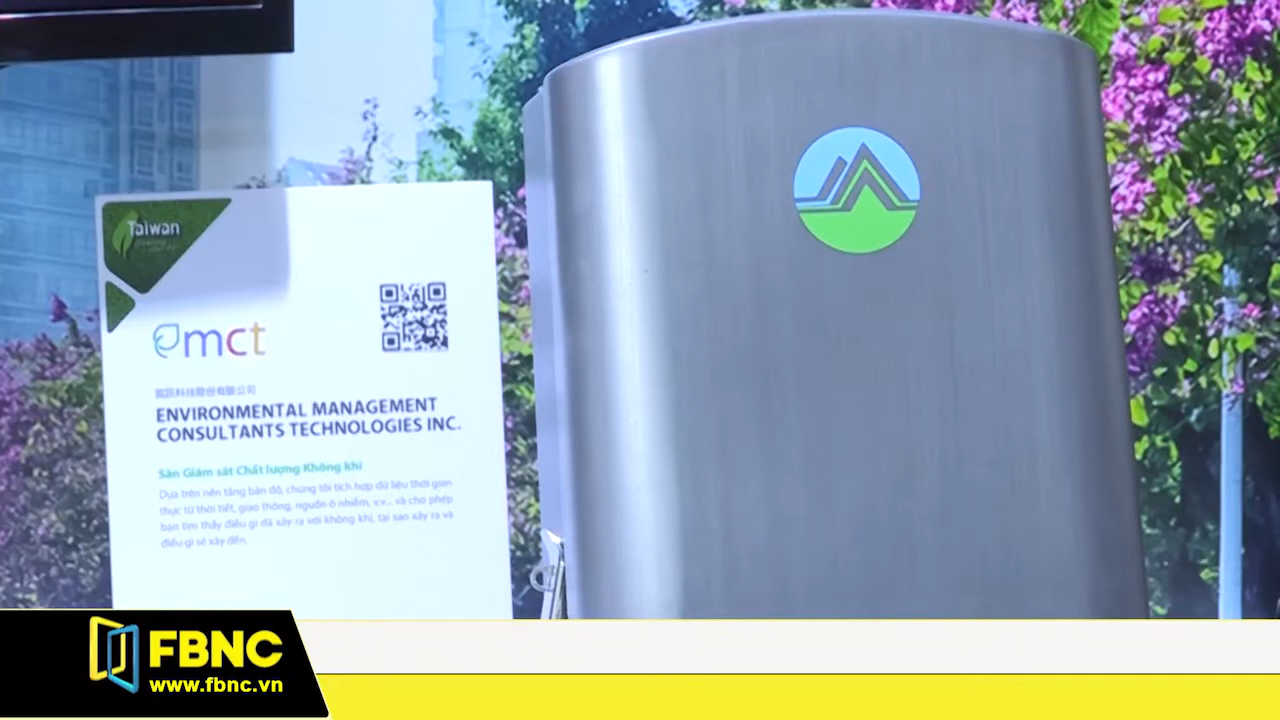 Taiwan
emct
資訊科技股份有限公司
ENVIRONMENTAL MANAGEMENT
CONSULTANTS TECHNOLOGIES INC.
Sàn Giám sát Chất lượng Không khí
Dựa trên nền tảng bản đồ, chúng tôi tích hợp dữ liệu thời gian
thực từ thời tiết, giao thông, nguồn ô nhiễm, v.v... và cho phép
bạn tìm thấy điều gì đã xảy ra với không khí, tại sao xảy ra và
điều gì sẽ xảy đến.
FBNC
www.fbnc.vn